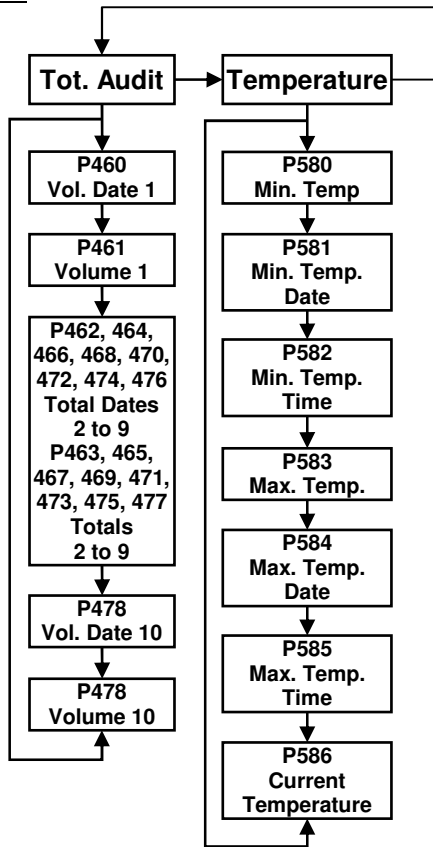 Tot. Audit
P460
Vol. Date 1
P461
Volume 1
P462, 464,
466, 468, 470,
472, 474, 476
Total Dates
2 to 9
P463, 465,
467, 469, 471,
473, 475, 477
Totals
2 to 9
P478
Vol. Date 10
P478
Volume 10
Temperature
P580
Min. Temp
P581
Min. Temp.
Date
P582
Min. Temp.
Time
P583
Max. Temp.
P584
Max. Temp.
Date
P585
Max. Temp.
Time
P586
Current
Temperature